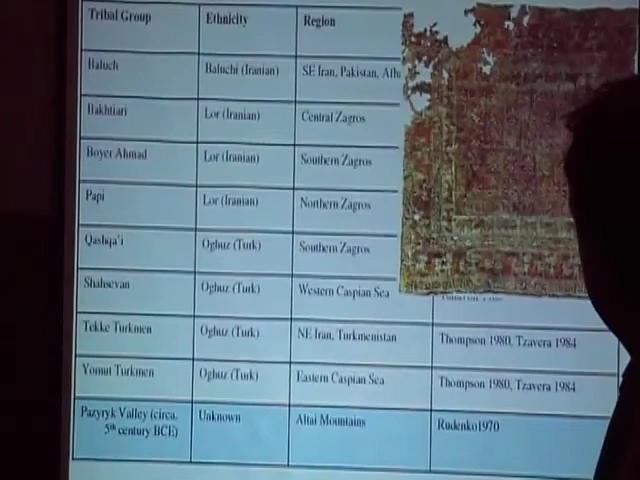 Tribal Group Ethnicity Region
Baluch Baluchi (Iranian) SE Iran, Pakistan,
Bakhtiari Lor (Iranian) Central Zagros
Boyer Ahmad Lor (Iranian) Southern Zagros
Papi Lor (Iranian) Northern Zagros
Qashqa'i Oghuz (Turk) Southern Zagros
Shahsevan Oghuz (Turk) Western Caspian Sea
Tekke Turkmen Oghuz (Turk) NE Iran, Turkmenistan Thompson 1980, Tzavera 1984
Yomut Turkmen Oghuz (Turk) Eastern Caspian Sea Thompson 1980, Tzavera 1984
Pazyryk Valley (circa. Unknown Altai Mountains Rudenko1970
5th century BCE)